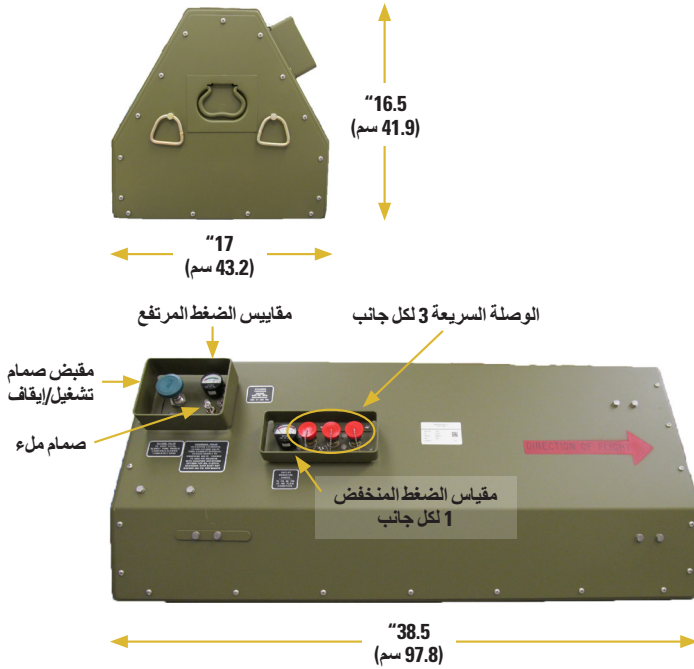 16.5“
(41.9 سم)
17“
(43.2 سم)
مقاييس الضغط المرتفع
الوصلة السريعة 3 لكل جانب
مقبض صمام
تشغيل/إيقاف
صمام ملء
DIRECTION OF FLIGHT
مقياس الضغط المنخفض
1 لكل جانب
38.5“
(97.8 سم)